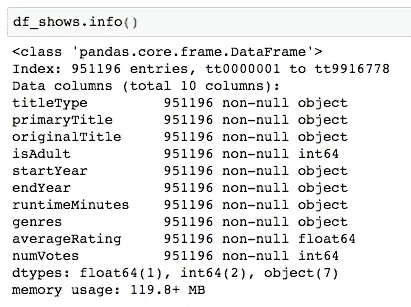 df_shows.info()
<class 'pandas.core.frame.DataFrame'>
Index: 951196 entries, tt0000001 to tt9916778
Data columns (total 10 columns):
titleType         951196 non-null object
primaryTitle      951196 non-null object
originalTitle     951196 non-null object
isAdult           951196 non-null int64
startYear         951196 non-null object
endYear           951196 non-null object
runtimeMinutes    951196 non-null object
genres            951196 non-null object
averageRating     951196 non-null float64
numVotes          951196 non-null int64
dtypes: float64(1), int64(2), object(7)
memory usage: 119.8+ MB